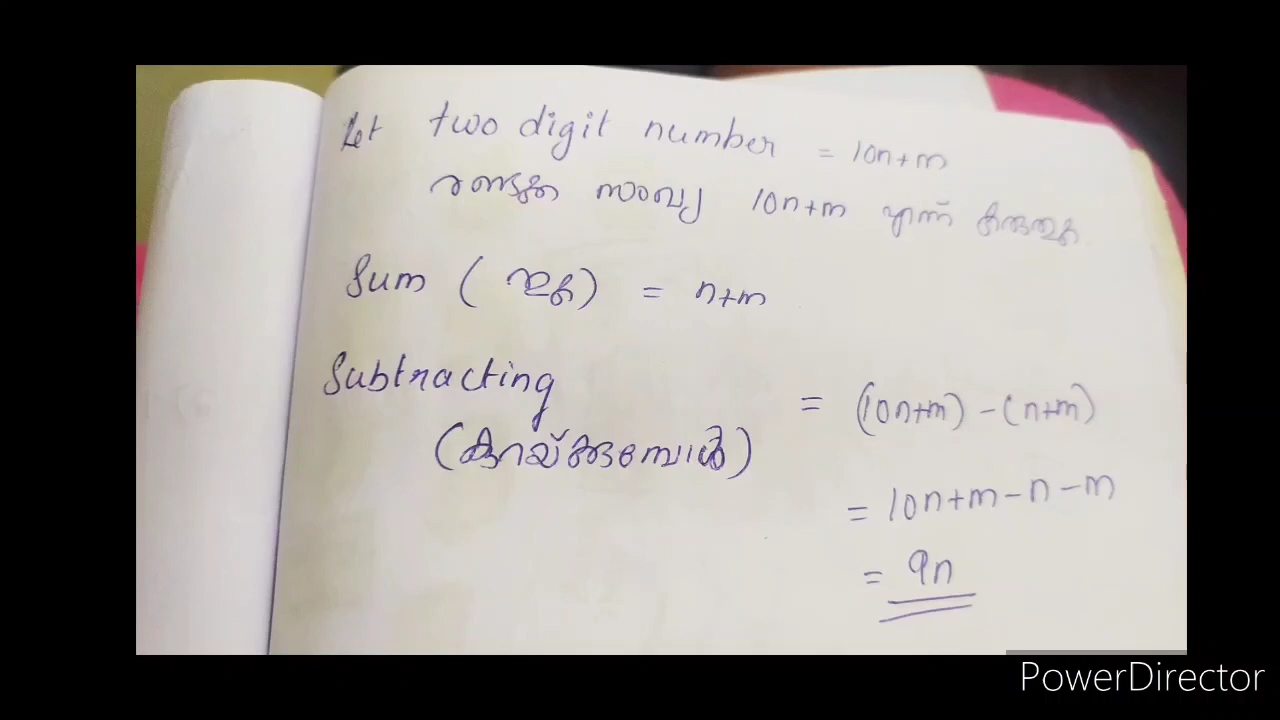 Let two digit number = 10n+m
രണ്ടക്ക സംഖ്യ 10n+m എന്ന് കരുതുക
Sum (തുക) = n+m
Subtracting = (10n+m) - (n+m)
(കുറയ്ക്കുമ്പോൾ)
= 10n+m-n-m
= 9n
PowerDirector